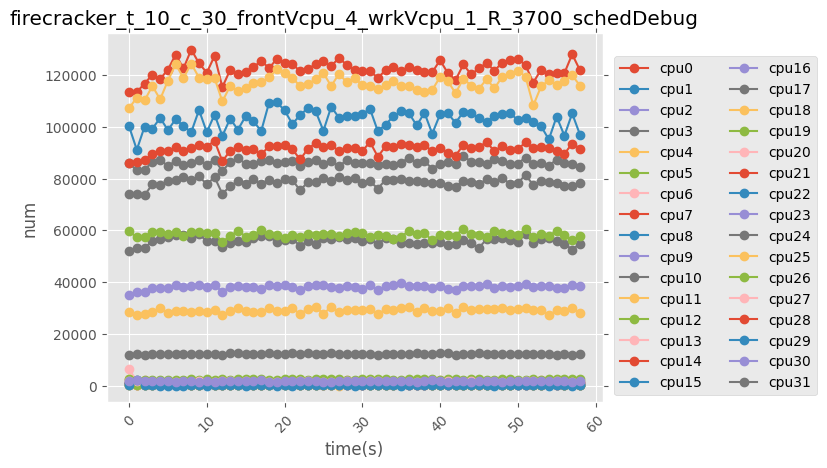 firecracker_t_10_c_30_frontVcpu_4_wrkVcpu_1_R_3700_schedDebug
120000
100000
80000
60000
40000
20000
0
num
0
10
20
30
40
50
60
time(s)
cpu0
cpu1
cpu2
cpu3
cpu4
cpu5
cpu6
cpu7
cpu8
cpu9
cpu10
cpu11
cpu12
cpu13
cpu14
cpu15
cpu16
cpu17
cpu18
cpu19
cpu20
cpu21
cpu22
cpu23
cpu24
cpu25
cpu26
cpu27
cpu28
cpu29
cpu30
cpu31